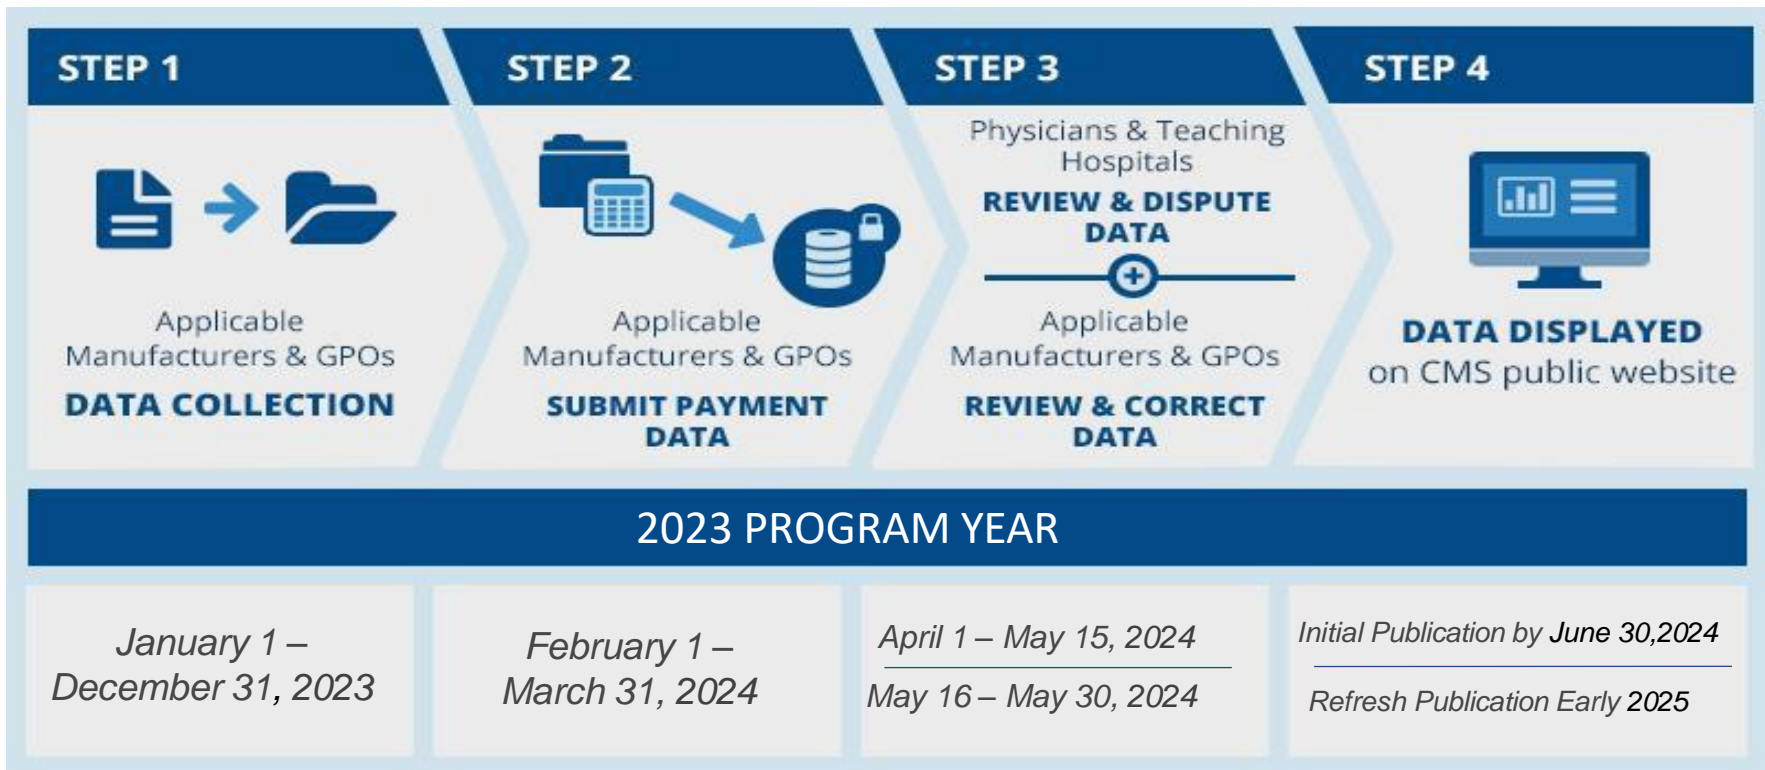 STEP 1
Applicable
Manufacturers & GPOs
DATA COLLECTION
STEP 2
Applicable
Manufacturers & GPOs
SUBMIT PAYMENT
DATA
STEP 3
Physicians & Teaching
Hospitals
REVIEW & DISPUTE
DATA
Applicable
Manufacturers & GPOs
REVIEW & CORRECT
DATA
STEP 4
DATA DISPLAYED
on CMS public website
2023 PROGRAM YEAR
January 1 –
December 31, 2023
February 1 –
March 31, 2024
April 1 – May 15, 2024
May 16 – May 30, 2024
Initial Publication by June 30,2024
Refresh Publication Early 2025